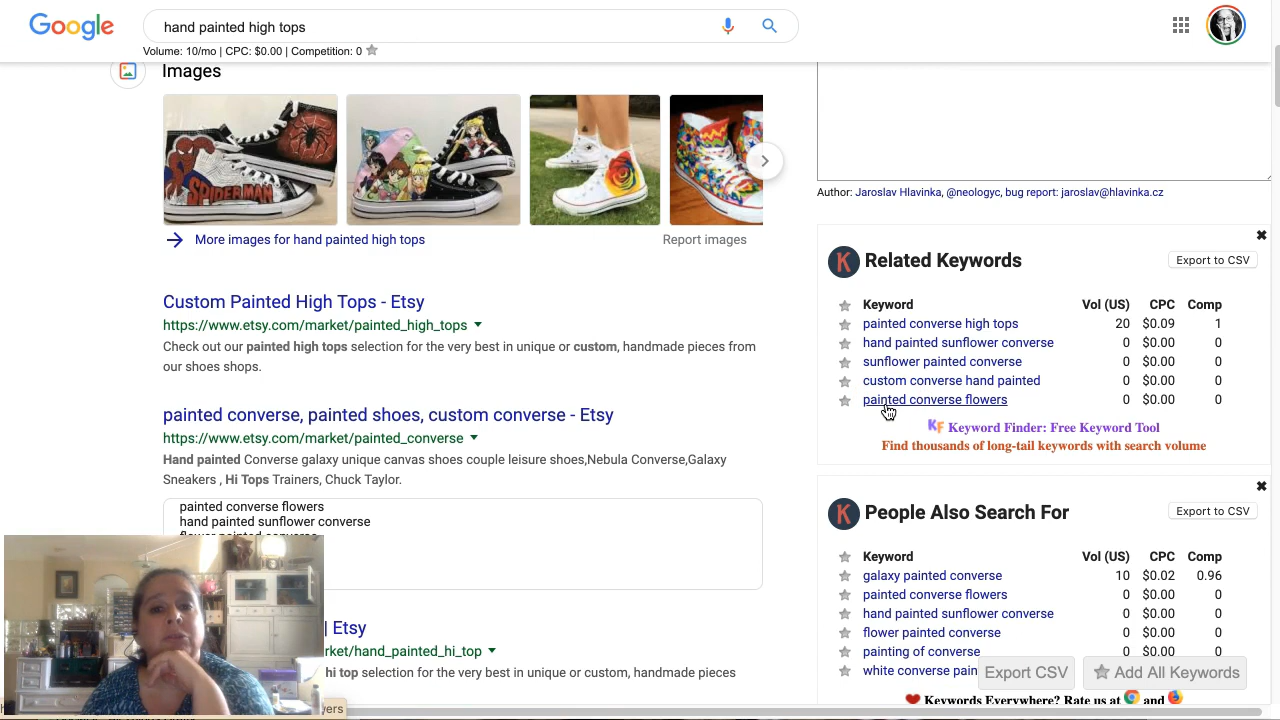 Google
hand painted high tops
Volume: 10/mo | CPC: $0.00 | Competition: 0
Images
SPIDERMAN
More images for hand painted high tops
Report images
Custom Painted High Tops - Etsy
https://www.etsy.com/market/painted_high_tops
Check out our painted high tops selection for the very best in unique or custom, handmade pieces from
our shoes shops.
painted converse, painted shoes, custom converse - Etsy
https://www.etsy.com/market/painted_converse
Hand painted Converse galaxy unique canvas shoes couple leisure shoes,Nebula Converse,Galaxy
Sneakers , Hi Tops Trainers, Chuck Taylor.
painted converse flowers
hand painted sunflower converse
flower painted converse
| Etsy
rket/hand_painted_hi_top
hi top selection for the very best in unique or custom, handmade pieces
Author: Jaroslav Hlavinka, @neologyc, bug report: jaroslav@hlavinka.cz
K Related Keywords
Export to CSV
Keyword Vol (US) CPC Comp
painted converse high tops 20 $0.09 1
hand painted sunflower converse 0 $0.00 0
sunflower painted converse 0 $0.00 0
custom converse hand painted 0 $0.00 0
painted converse flowers 0 $0.00 0
KF Keyword Finder: Free Keyword Tool
Find thousands of long-tail keywords with search volume
K People Also Search For
Export to CSV
Keyword Vol (US) CPC Comp
galaxy painted converse 10 $0.02 0.96
painted converse flowers 0 $0.00 0
hand painted sunflower converse 0 $0.00 0
flower painted converse 0 $0.00 0
painting of converse 0 $0.00 0
white converse pain
Export CSV
Add All Keywords
Keywords Everywhere? Rate us at and